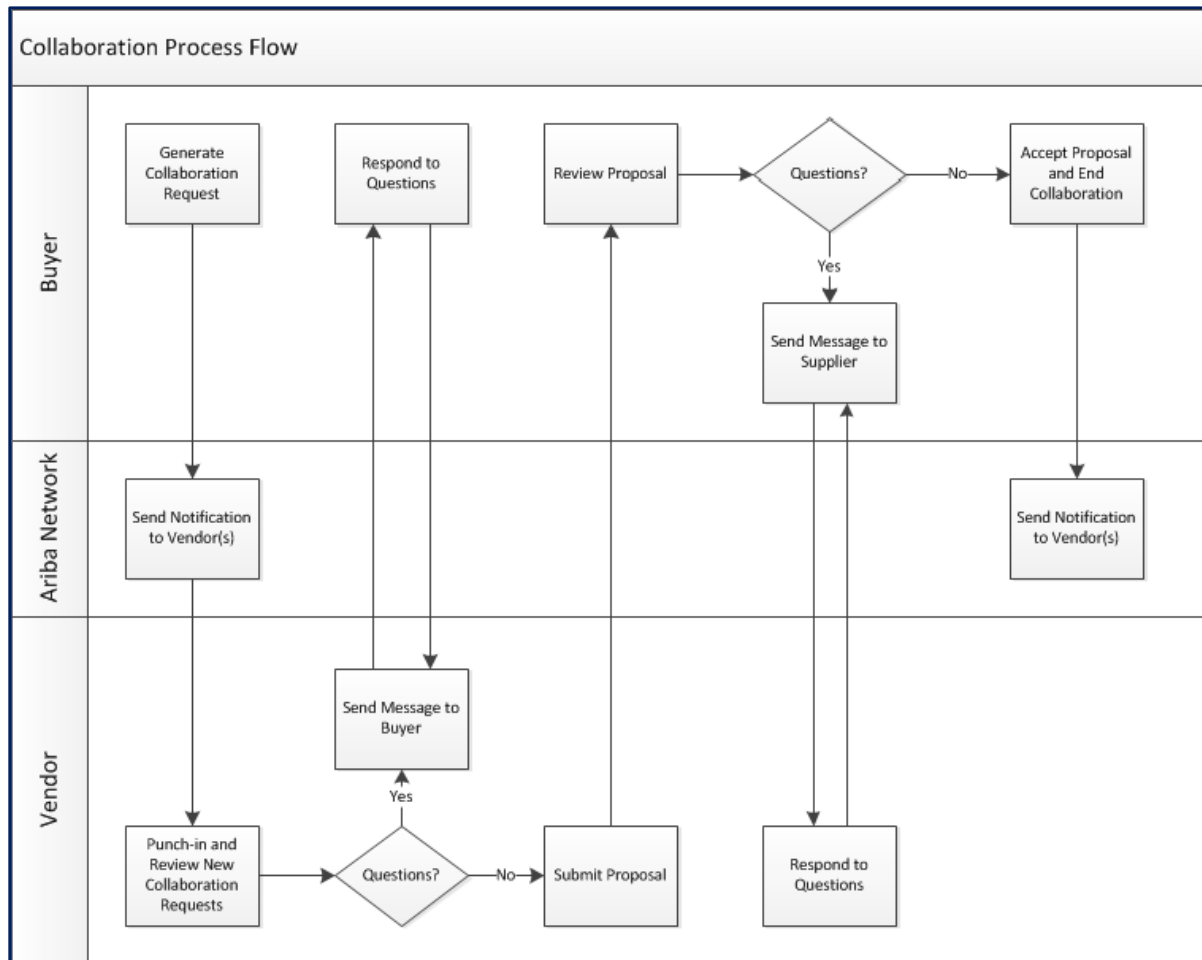 Collaboration Process Flow
Buyer
Generate
Collaboration
Request
Respond to
Questions
Review Proposal
Questions?
No
Accept Proposal
and End
Collaboration
Yes
Send Message to
Supplier
Ariba Network
Send Notification
to Vendor(s)
Send Notification
to Vendor(s)
Vendor
Send Message to
Buyer
Yes
Punch-in and
Review New
Collaboration
Requests
Questions?
No
Submit Proposal
Respond to
Questions